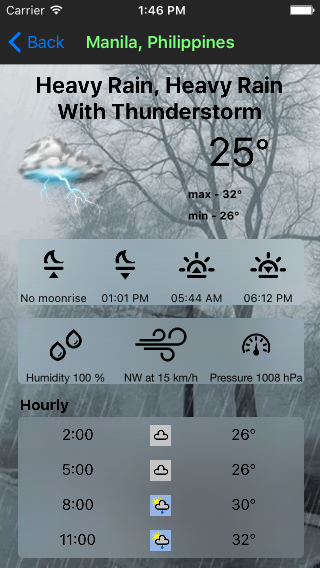 Carrier 1:46 PM
Back Manila, Philippines
Heavy Rain, Heavy Rain
With Thunderstorm
25°
max - 32°
min - 26°
No moonrise 01:01 PM 05:44 AM 06:12 PM
Humidity 100 % NW at 15 km/h Pressure 1008 hPa
Hourly
2:00 26°
5:00 26°
8:00 30°
11:00 32°